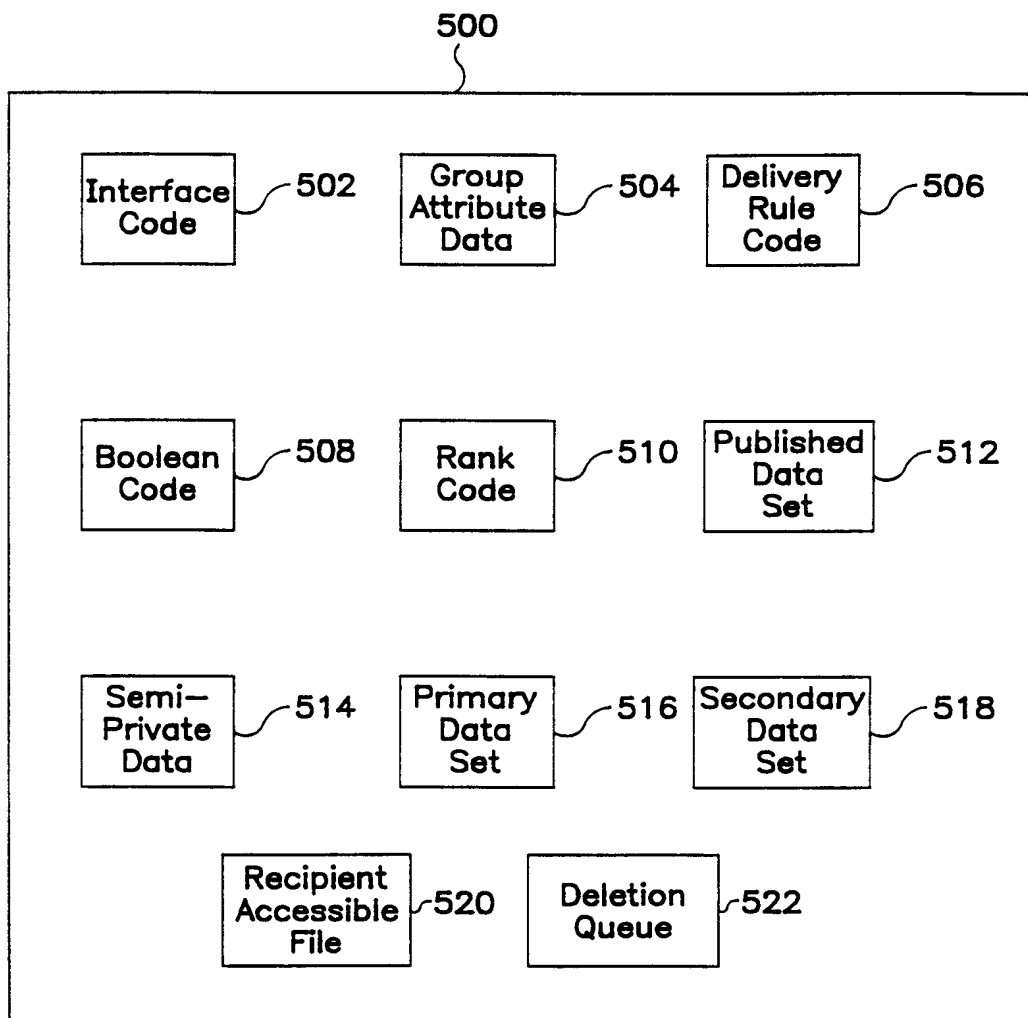 500
Interface
Code
502
Group
Attribute
Data
504
Delivery
Rule
Code
506
Boolean
Code
508
Rank
Code
510
Published
Data
Set
512
Semi-
Private
Data
514
Primary
Data
Set
516
Secondary
Data
Set
518
Recipient
Accessible
File
520
Deletion
Queue
522